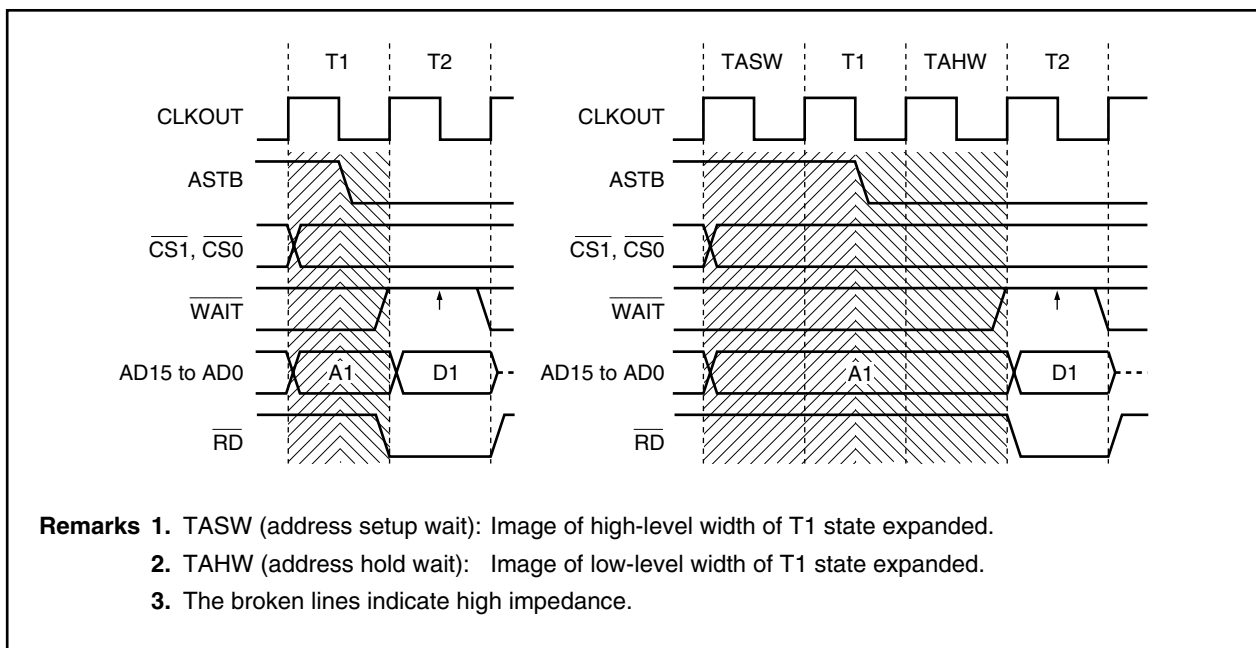 T1 T2
CLKOUT
ASTB
CS1, CS0
WAIT
AD15 to AD0 A1 D1
RD
TASW T1 TAHW T2
CLKOUT
ASTB
CS1, CS0
WAIT
AD15 to AD0 A1 D1
RD
Remarks 1. TASW (address setup wait): Image of high-level width of T1 state expanded.
2. TAHW (address hold wait): Image of low-level width of T1 state expanded.
3. The broken lines indicate high impedance.